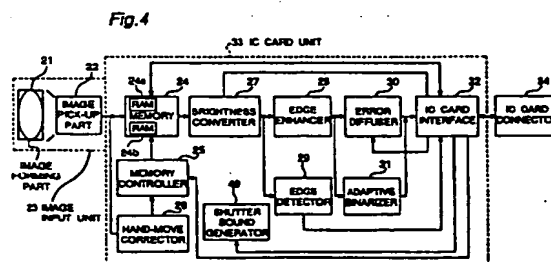 Fig.4
33 IC CARD UNIT
21
22
24a
24
27
28
30
32
34
IMAGE
PICK-UP
PART
RAM
MEMORY
RAM
BRIGHTNESS
CONVERTER
EDGE
ENHANCER
ERROR
DIFFUSER
IC CARD
INTERFACE
IC CARD
CONNECTOR
24b
25
IMAGE
FORMING
PART
MEMORY
CONTROLLER
29
31
23 IMAGE
INPUT UNIT
26
HAND-MOVE
CORRECTOR
SHUTTER
SOUND
GENERATOR
EDGE
DETECTOR
ADAPTIVE
BINARIZER